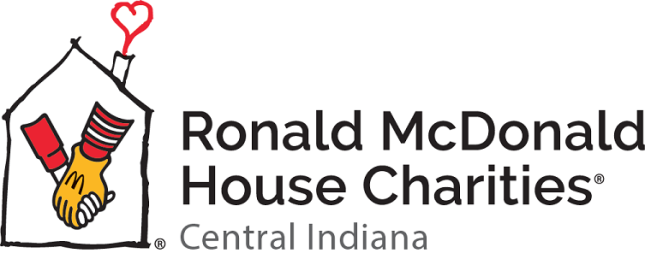 Ronald McDonald
House Charities®
® Central Indiana